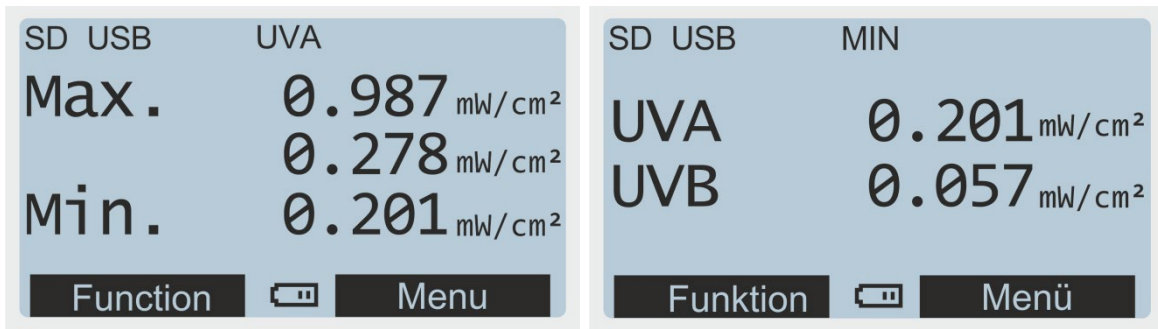 SD USB UVA
Max. 0.987 mW/cm²
0.278 mW/cm²
Min. 0.201 mW/cm²
Function Menu
SD USB MIN
UVA 0.201 mW/cm²
UVB 0.057 mW/cm²
Funktion Menü